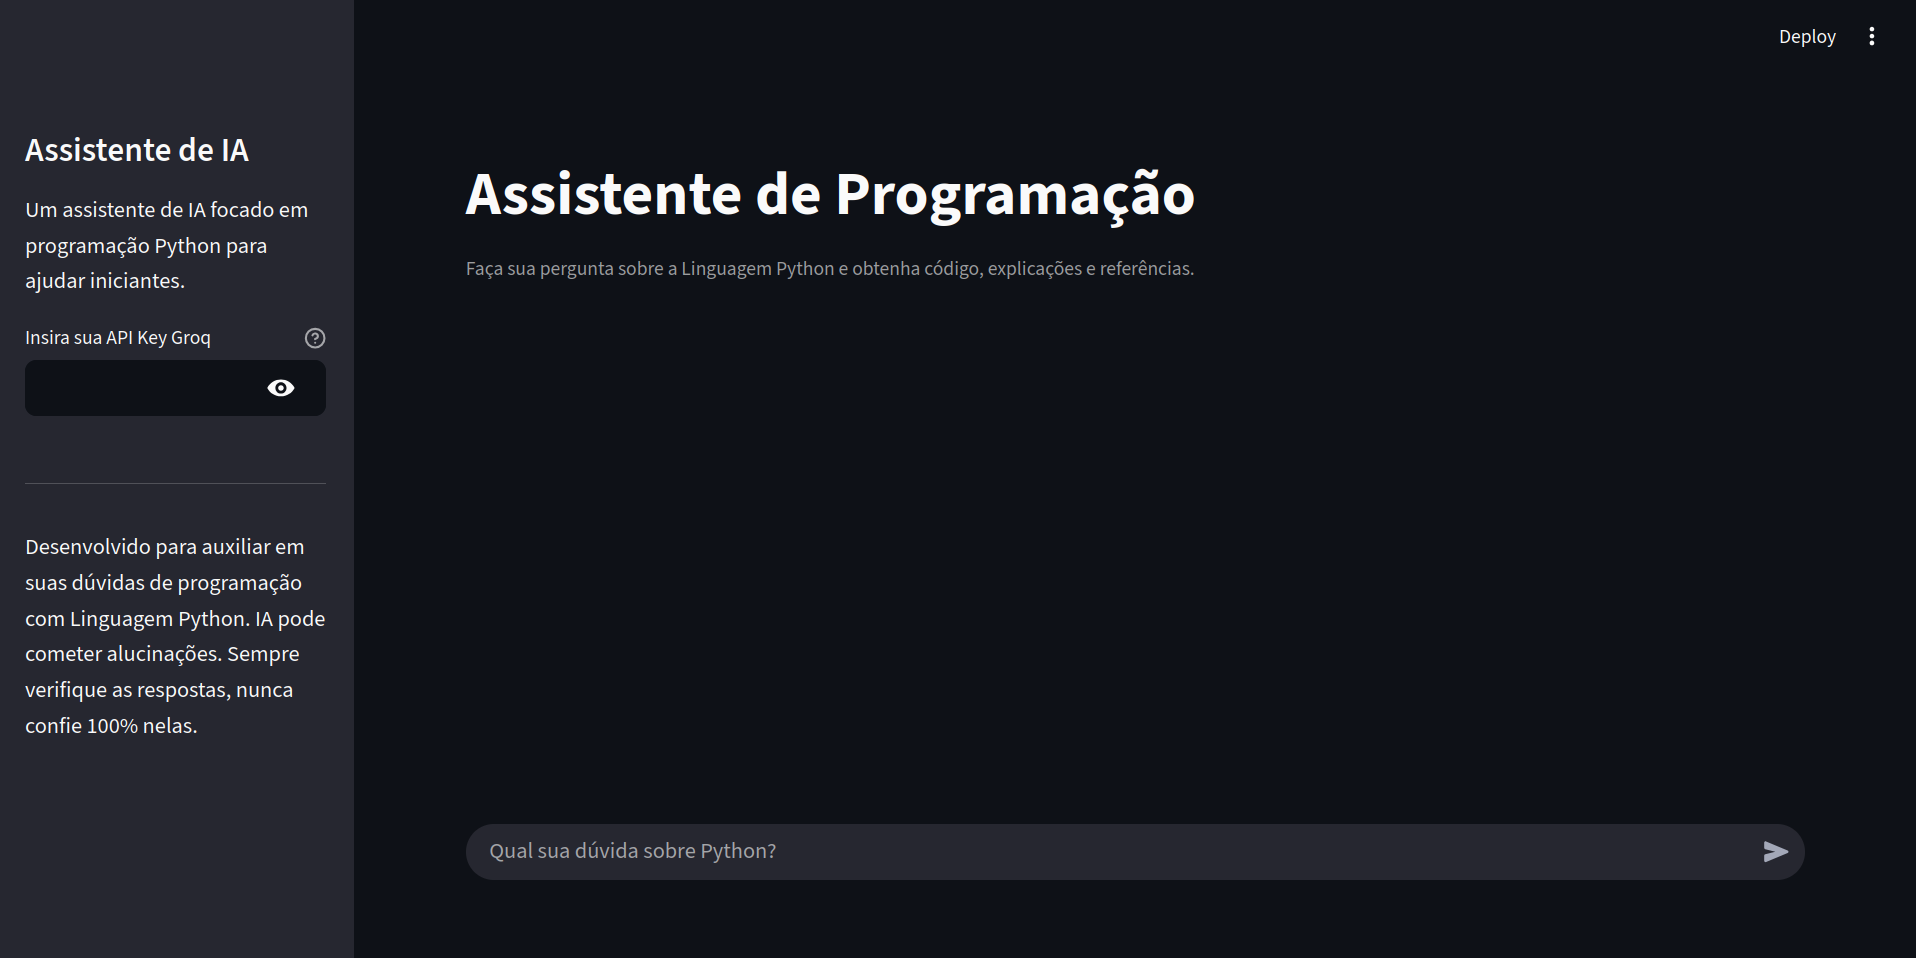 Deploy
Assistente de IA
Um assistente de IA focado em
programação Python para
ajudar iniciantes.
Insira sua API Key Groq
Desenvolvido para auxiliar em
suas dúvidas de programação
com Linguagem Python. IA pode
cometer alucinações. Sempre
verifique as respostas, nunca
confie 100% nelas.
Assistente de Programação
Faça sua pergunta sobre a Linguagem Python e obtenha código, explicações e referências.
Qual sua dúvida sobre Python?